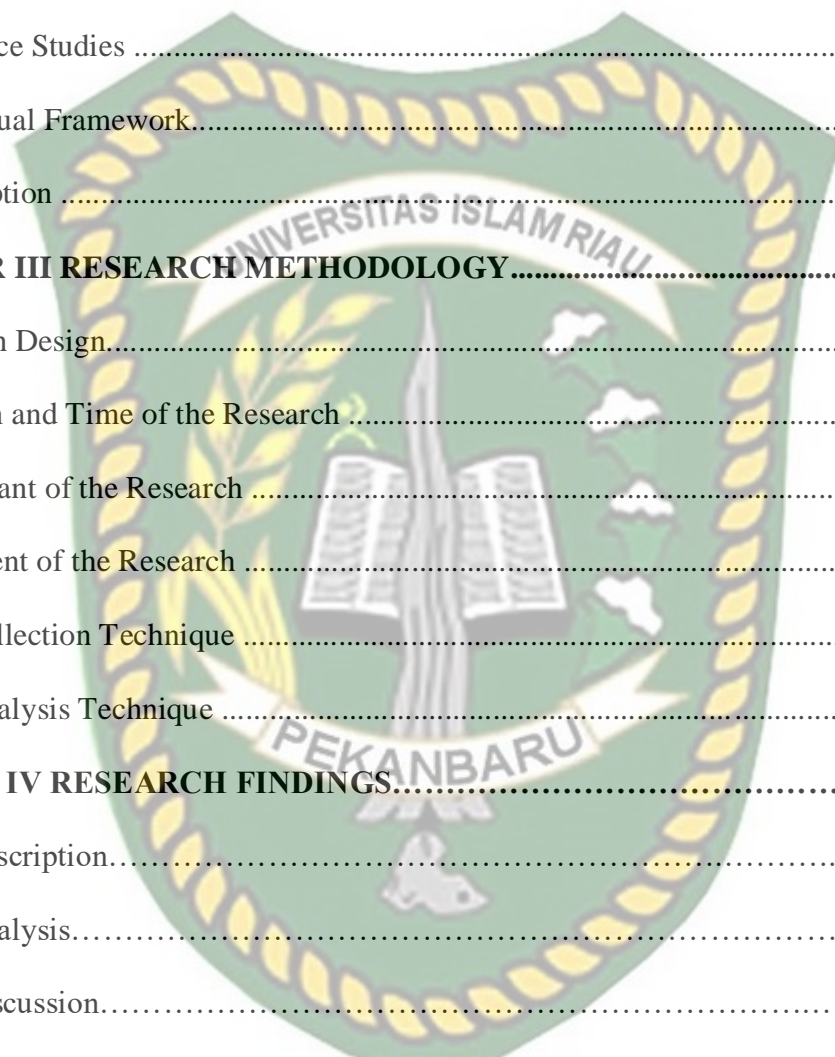 ce Studies ..........................................................................
ual Framework..........................................................................
otion ..........................................................................
UNIVERSITAS ISLAM RIAU
R III RESEARCH METHODOLOGY..................................................
n Design..........................................................................
n and Time of the Research ..................................................
ant of the Research ..................................................
ent of the Research ..................................................
llection Technique ..................................................
alysis Technique ..................................................
PEKANBARU
IV RESEARCH FINDINGS……………………………………
scription……………………………………………………
alysis……………………………………………………
scussion……………………………………………………